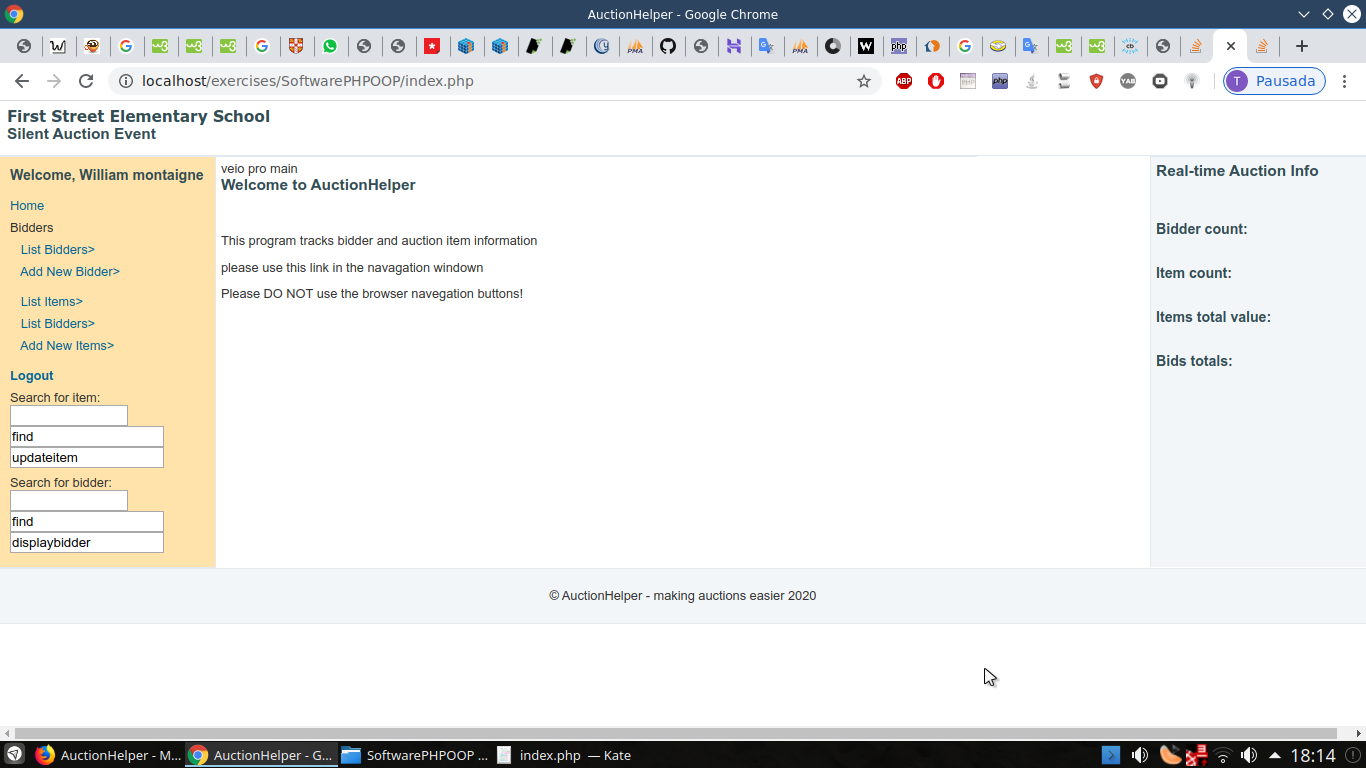 AuctionHelper - Google Chrome
localhost/exercises/SoftwarePHPOOP/index.php
ABP
YAB
T Pausada
First Street Elementary School
Silent Auction Event
Welcome, William montaigne
Home
Bidders
List Bidders>
Add New Bidder>
List Items>
List Bidders>
Add New Items>
Logout
Search for item:
find
updateitem
Search for bidder:
find
displaybidder
veio pro main
Welcome to AuctionHelper
This program tracks bidder and auction item information
please use this link in the navagation windown
Please DO NOT use the browser navegation buttons!
Real-time Auction Info
Bidder count:
Item count:
Items total value:
Bids totals:
© AuctionHelper - making auctions easier 2020
AuctionHelper - M...
AuctionHelper - G...
SoftwarePHPOOP ...
index.php — Kate
18:14